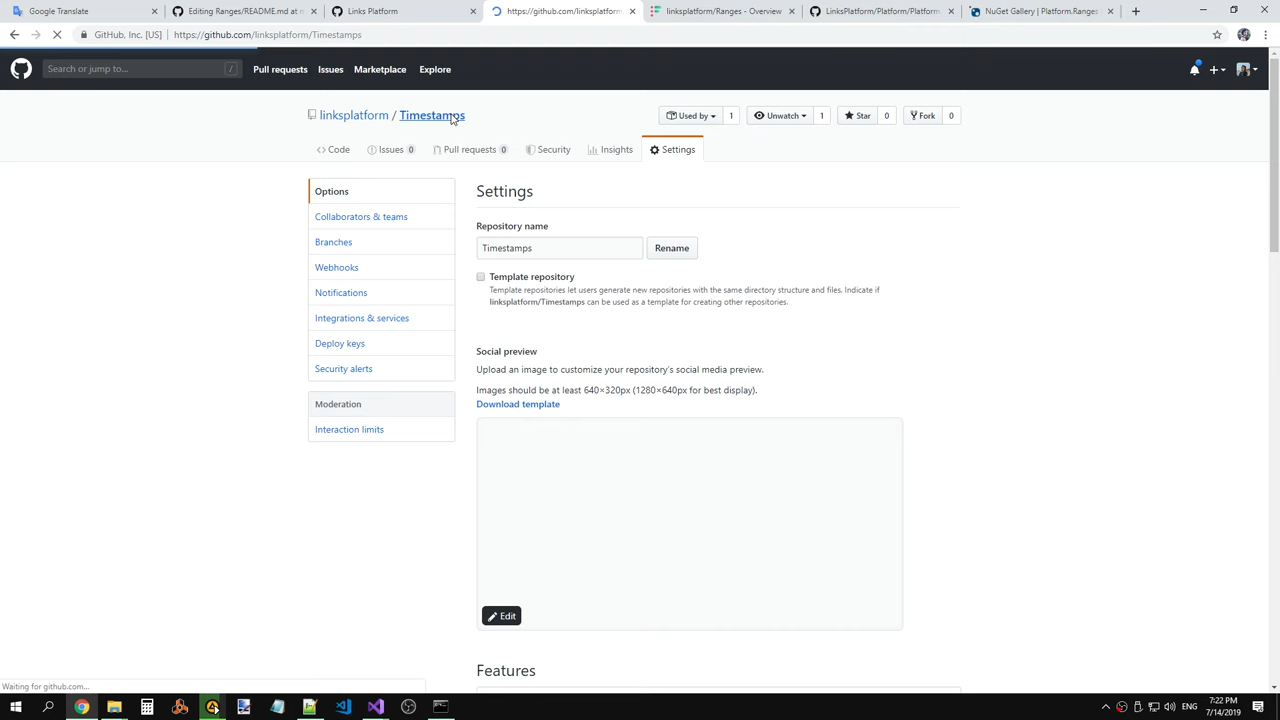 Google Translate
Editing Ranges/README.md at m
Links Platform
https://github.com/linksplatform.
linksplatform/Ranges - Overview
LinksPlatform/Platform/Platform.
NuGet Gallery | Platform.Ranges
GitHub, Inc. [US]
https://github.com/linksplatform/Timestamps
Search or jump to...
/
Pull requests
Issues
Marketplace
Explore
linksplatform / Timestamps
Used by
1
Unwatch
1
Star
0
Fork
0
Code
Issues 0
Pull requests 0
Security
Insights
Settings
Options
Collaborators & teams
Branches
Webhooks
Notifications
Integrations & services
Deploy keys
Security alerts
Moderation
Interaction limits
Settings
Repository name
Timestamps
Rename
Template repository
Template repositories let users generate new repositories with the same directory structure and files. Indicate if
linksplatform/Timestamps can be used as a template for creating other repositories.
Social preview
Upload an image to customize your repository's social media preview.
Images should be at least 640×320px (1280×640px for best display).
Download template
Edit
Features
Waiting for github.com...
ENG
7:22 PM
7/14/2019